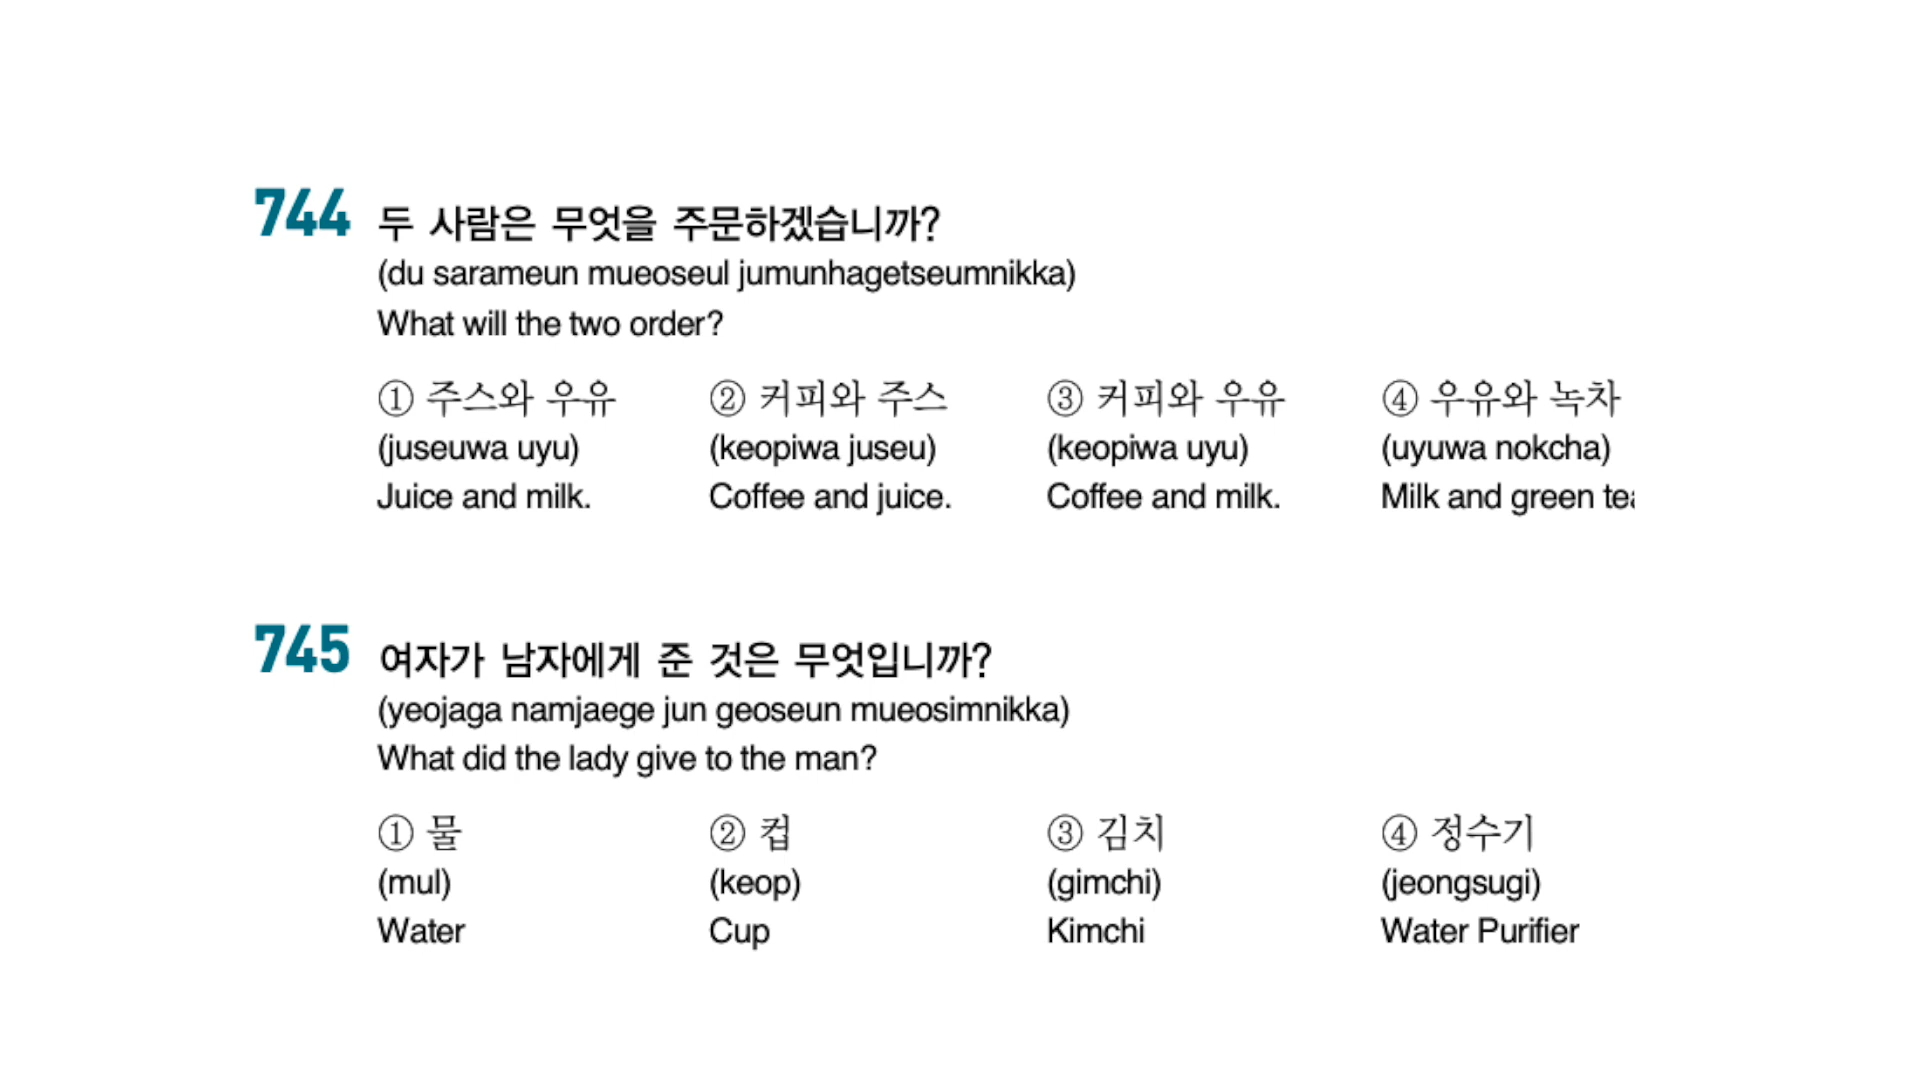 744 두 사람은 무엇을 주문하겠습니까?
(du sarameun mueoseul jumunhagetseumnikka)
What will the two order?
① 주스와 우유 ② 커피와 주스 ③ 커피와 우유 ④ 우유와 녹차
(juseuwa uyu) (keopiwa juseu) (keopiwa uyu) (uyuwa nokcha)
Juice and milk. Coffee and juice. Coffee and milk. Milk and green tea
745 여자가 남자에게 준 것은 무엇입니까?
(yeojaga namjaege jun geoseun mueosimnikka)
What did the lady give to the man?
① 물 ② 컵 ③ 김치 ④ 정수기
(mul) (keop) (gimchi) (jeongsugi)
Water Cup Kimchi Water Purifier